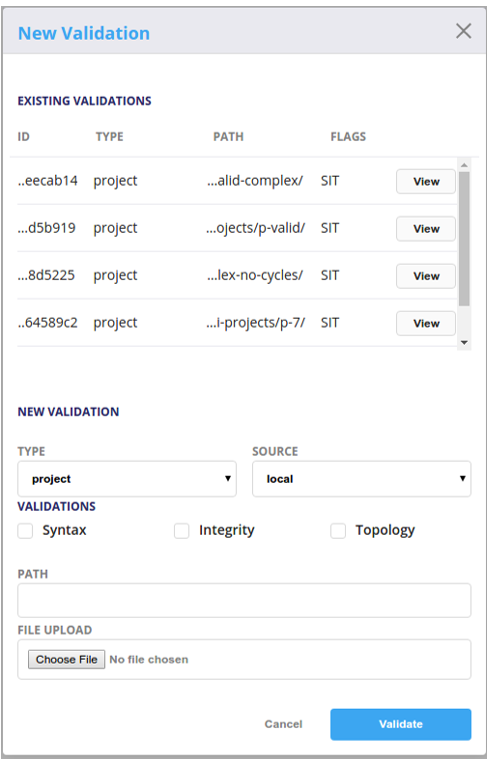 New Validation
EXISTING VALIDATIONS
ID TYPE PATH FLAGS
..eecab14 project ...alid-complex/ SIT View
...d5b919 project ...ojects/p-valid/ SIT View
...8d5225 project ...lex-no-cycles/ SIT View
..64589c2 project ...i-projects/p-7/ SIT View
NEW VALIDATION
TYPE SOURCE
project local
VALIDATIONS
Syntax Integrity Topology
PATH
FILE UPLOAD
Choose File No file chosen
Cancel Validate